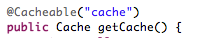 @Cacheable("cache")
public Cache getCache() {